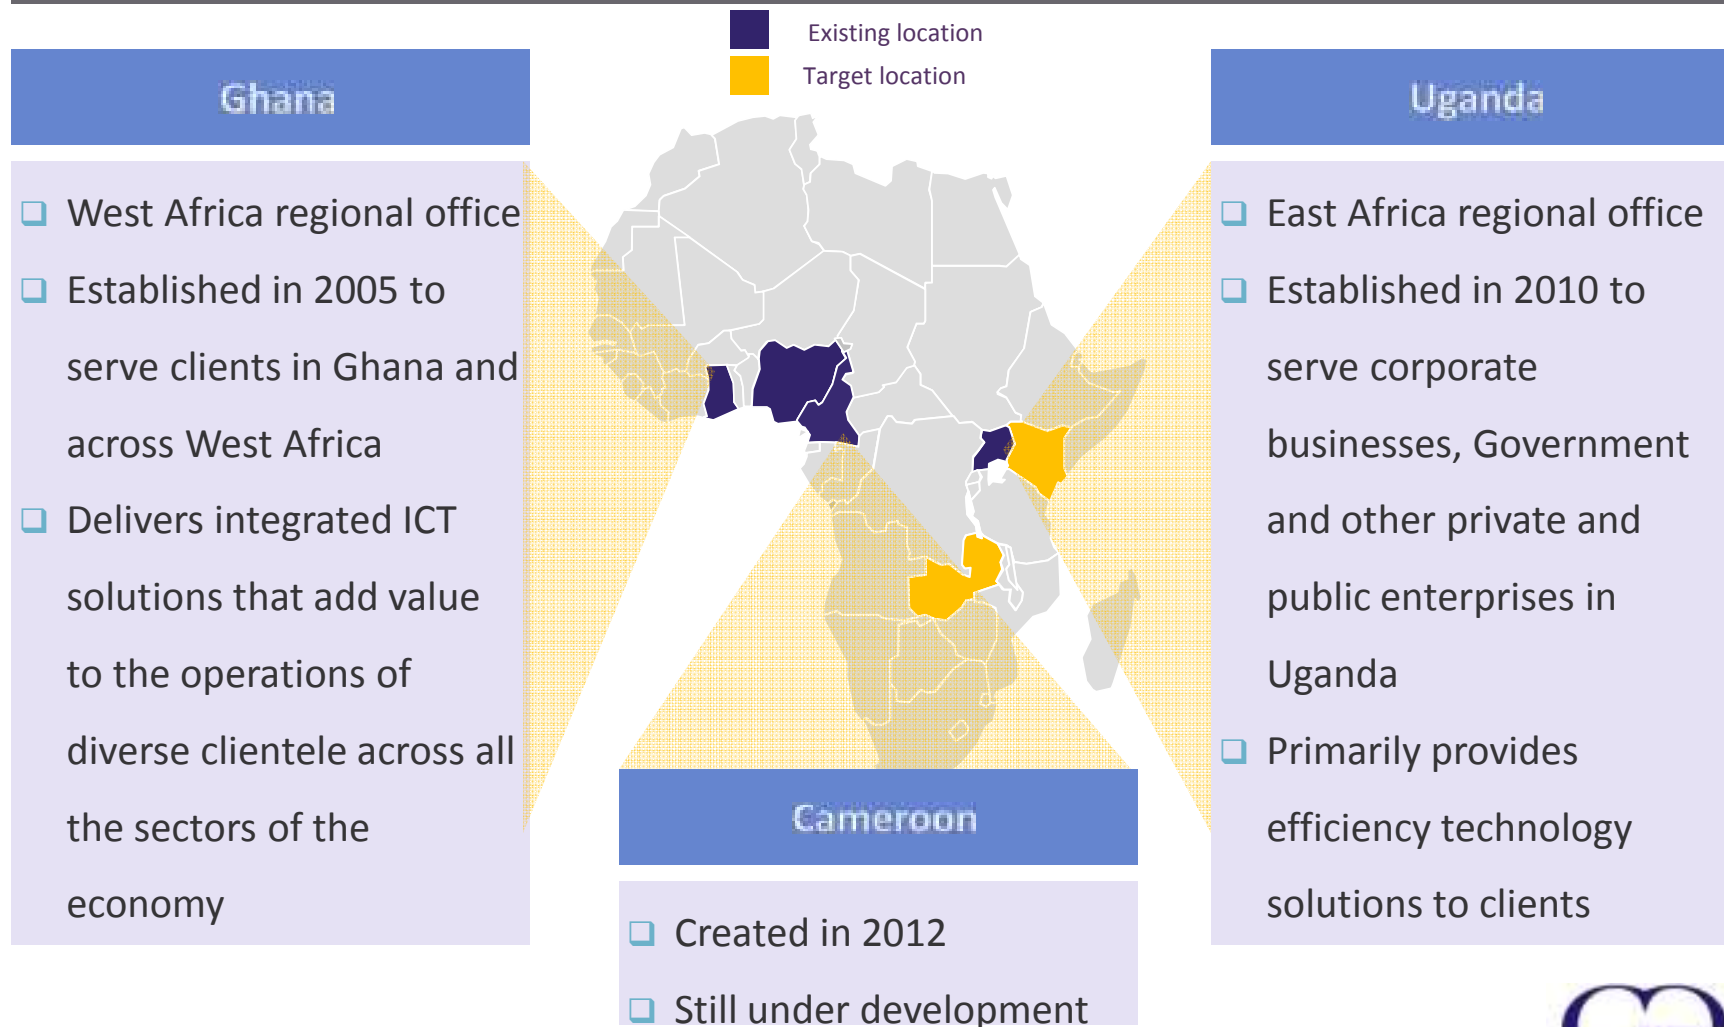 Existing location
Target location
Ghana
❑ West Africa regional office
❑ Established in 2005 to
serve clients in Ghana and
across West Africa
❑ Delivers integrated ICT
solutions that add value
to the operations of
diverse clientele across all
the sectors of the
economy
Cameroon
❑ Created in 2012
❑ Still under development
Uganda
❑ East Africa regional office
❑ Established in 2010 to
serve corporate
businesses, Government
and other private and
public enterprises in
Uganda
❑ Primarily provides
efficiency technology
solutions to clients